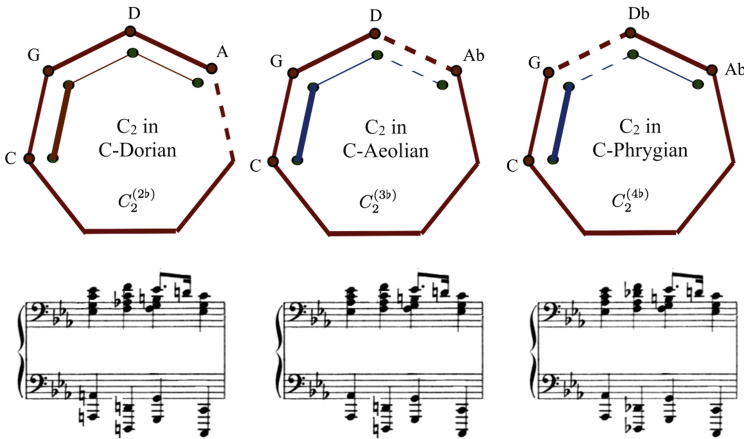 D
G
A
C₂ in
C-Dorian
C
C₂^(2♭)
D
G
Ab
C₂ in
C-Aeolian
C
C₂^(3♭)
Db
G
Ab
C₂ in
C-Phrygian
C
C₂^(4♭)